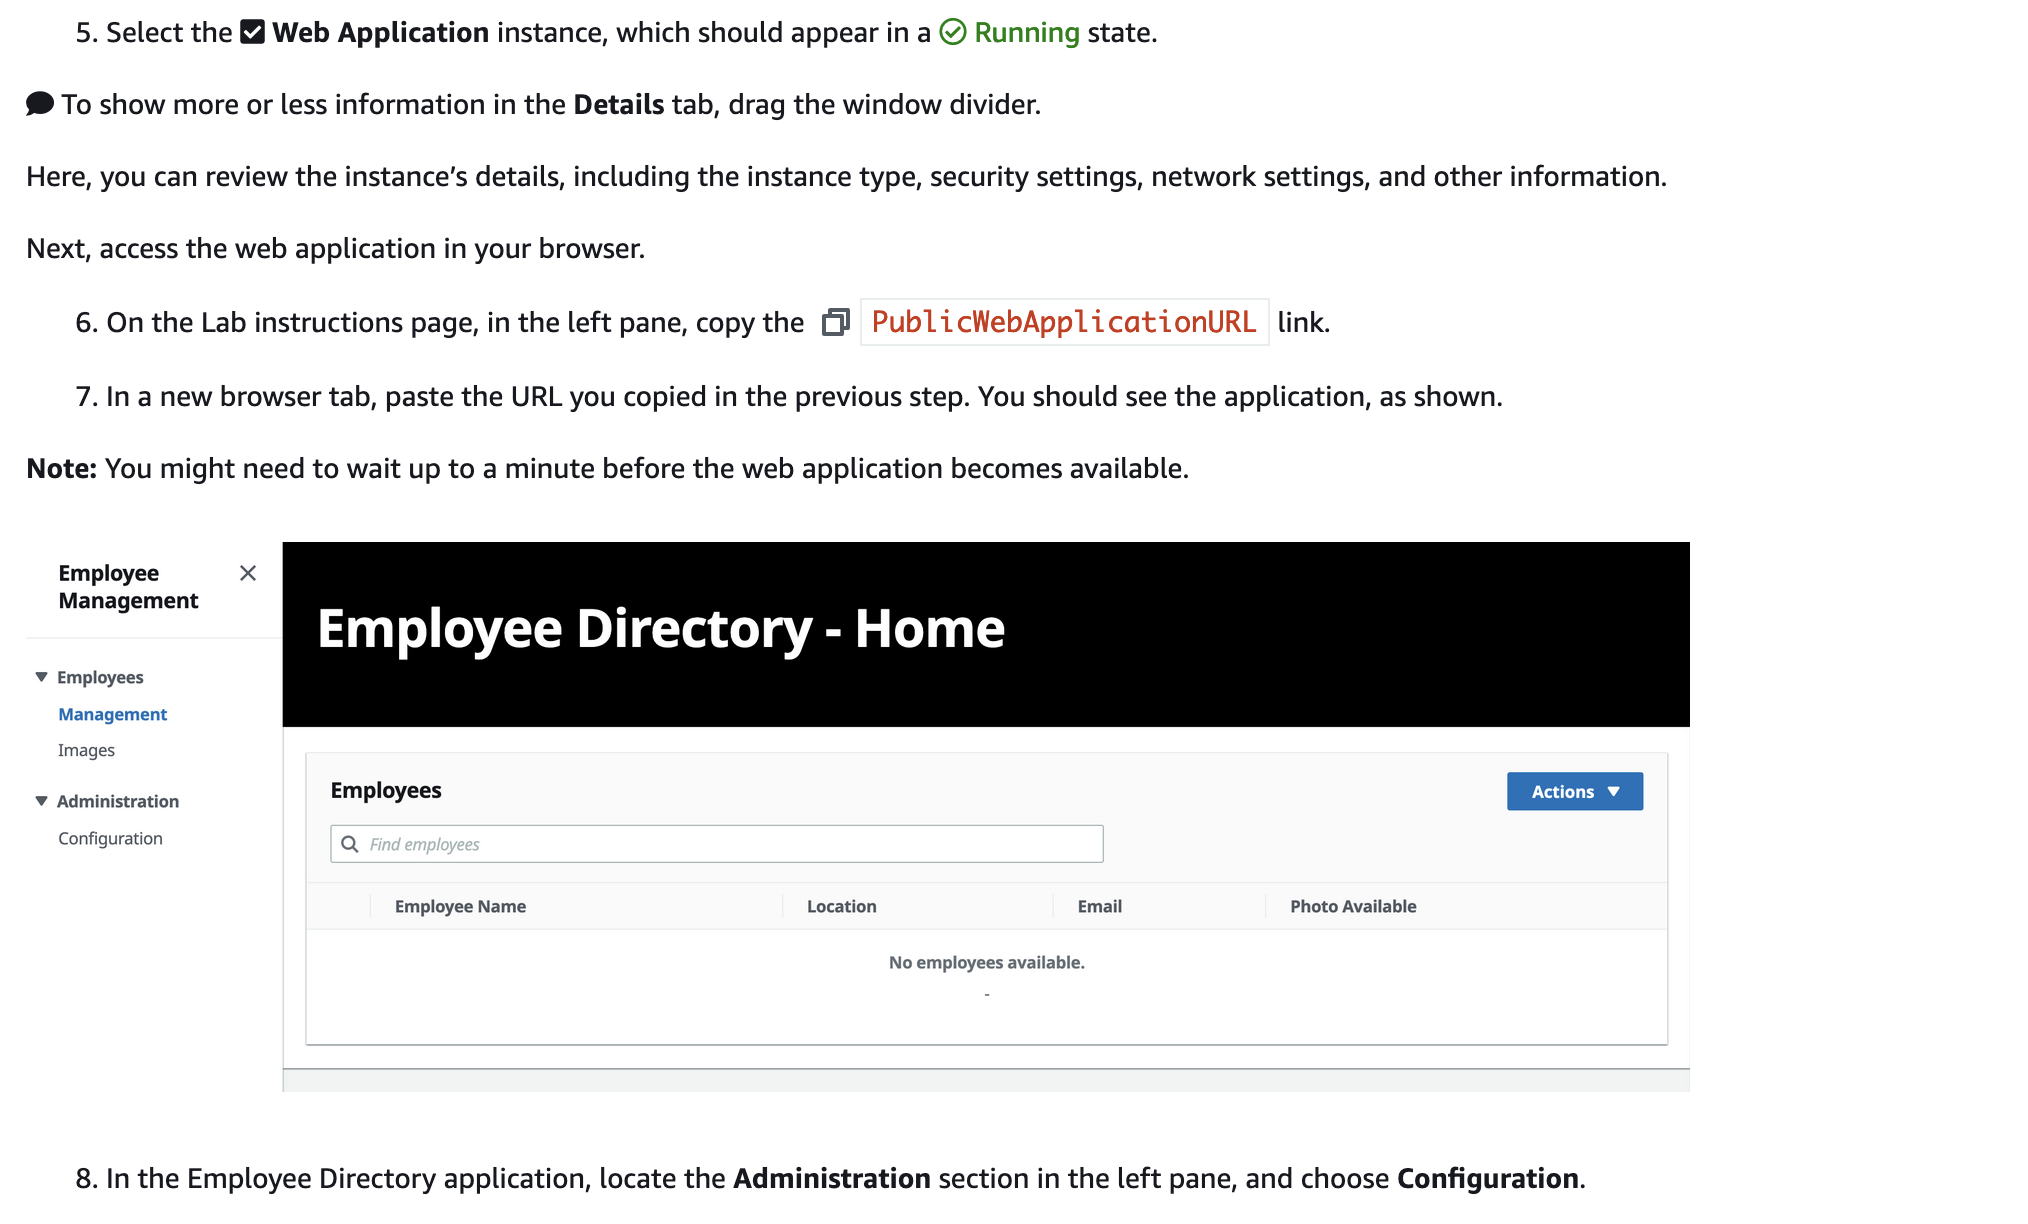 5. Select the Web Application instance, which should appear in a Running state.
To show more or less information in the Details tab, drag the window divider.
Here, you can review the instance’s details, including the instance type, security settings, network settings, and other information.
Next, access the web application in your browser.
6. On the Lab instructions page, in the left pane, copy the PublicWebApplicationURL link.
7. In a new browser tab, paste the URL you copied in the previous step. You should see the application, as shown.
Note: You might need to wait up to a minute before the web application becomes available.
Employee
Management
Employees
Management
Images
Administration
Configuration
Employee Directory - Home
Employees
Actions
Find employees
Employee Name Location Email Photo Available
No employees available.
-
8. In the Employee Directory application, locate the Administration section in the left pane, and choose Configuration.